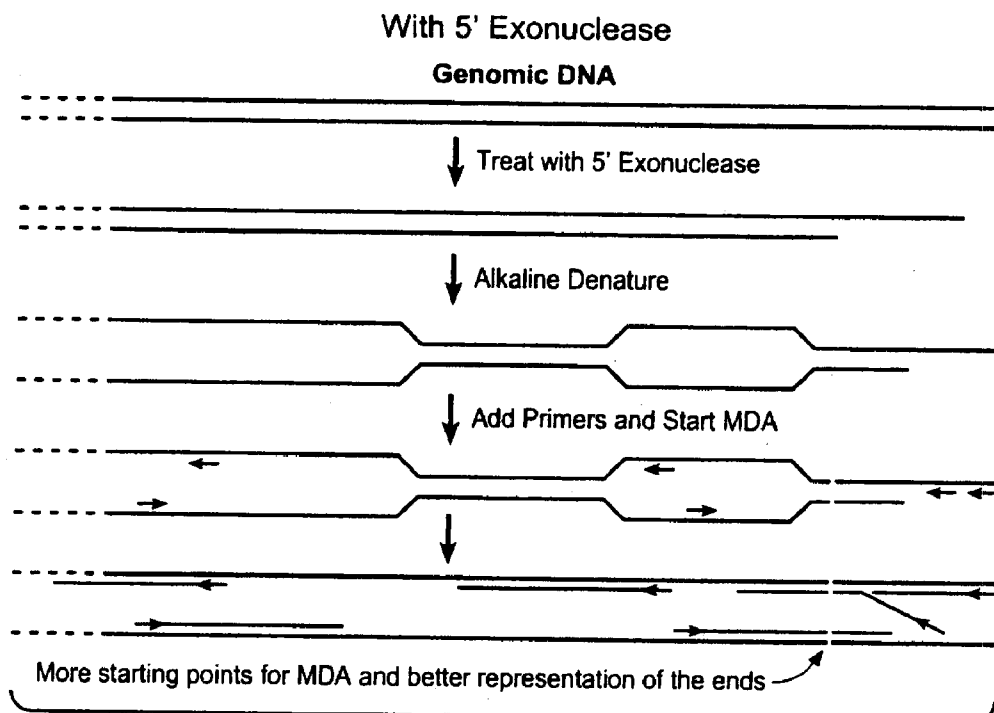 With 5' Exonuclease
Genomic DNA
Treat with 5' Exonuclease
Alkaline Denature
Add Primers and Start MDA
More starting points for MDA and better representation of the ends